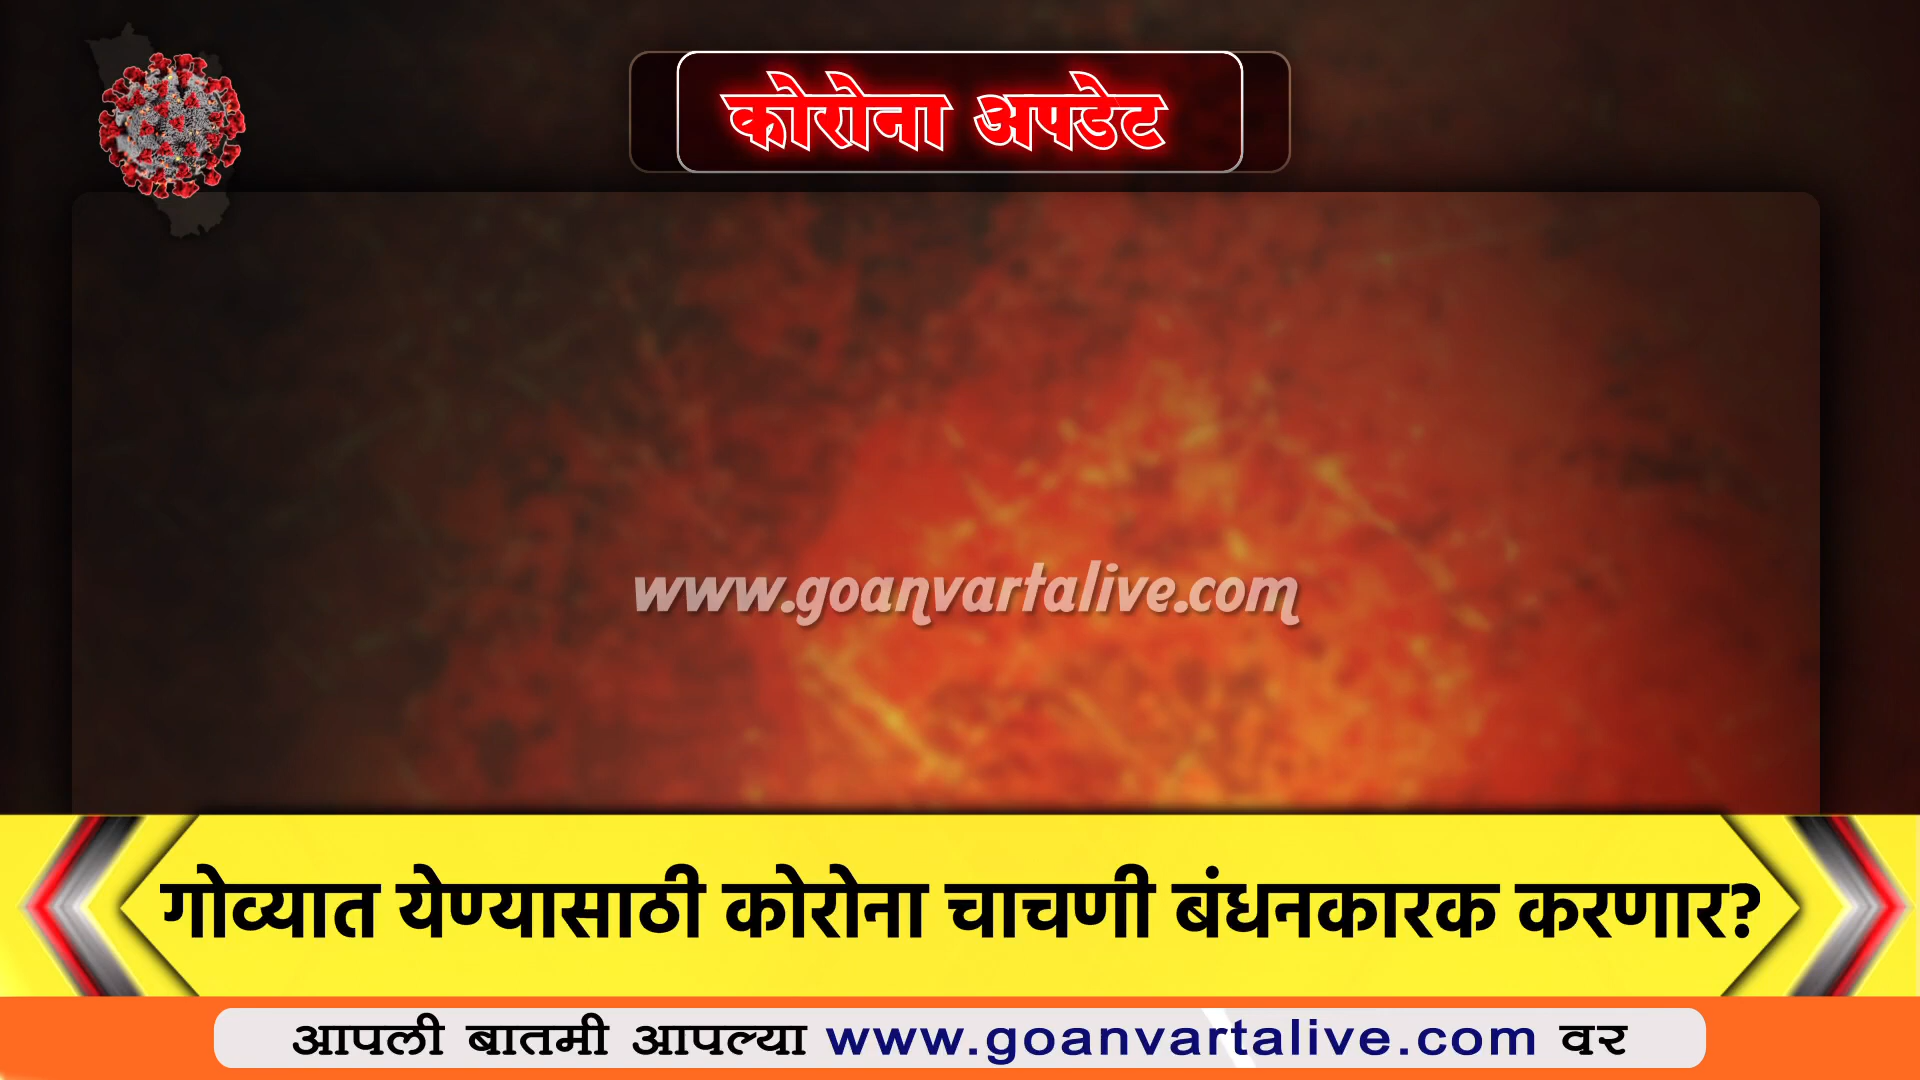 कोरोना अपडेट
www.goanvartalive.com
गोव्यात येण्यासाठी कोरोना चाचणी बंधनकारक करणार?
आपली बातमी आपल्या www.goanvartalive.com वर